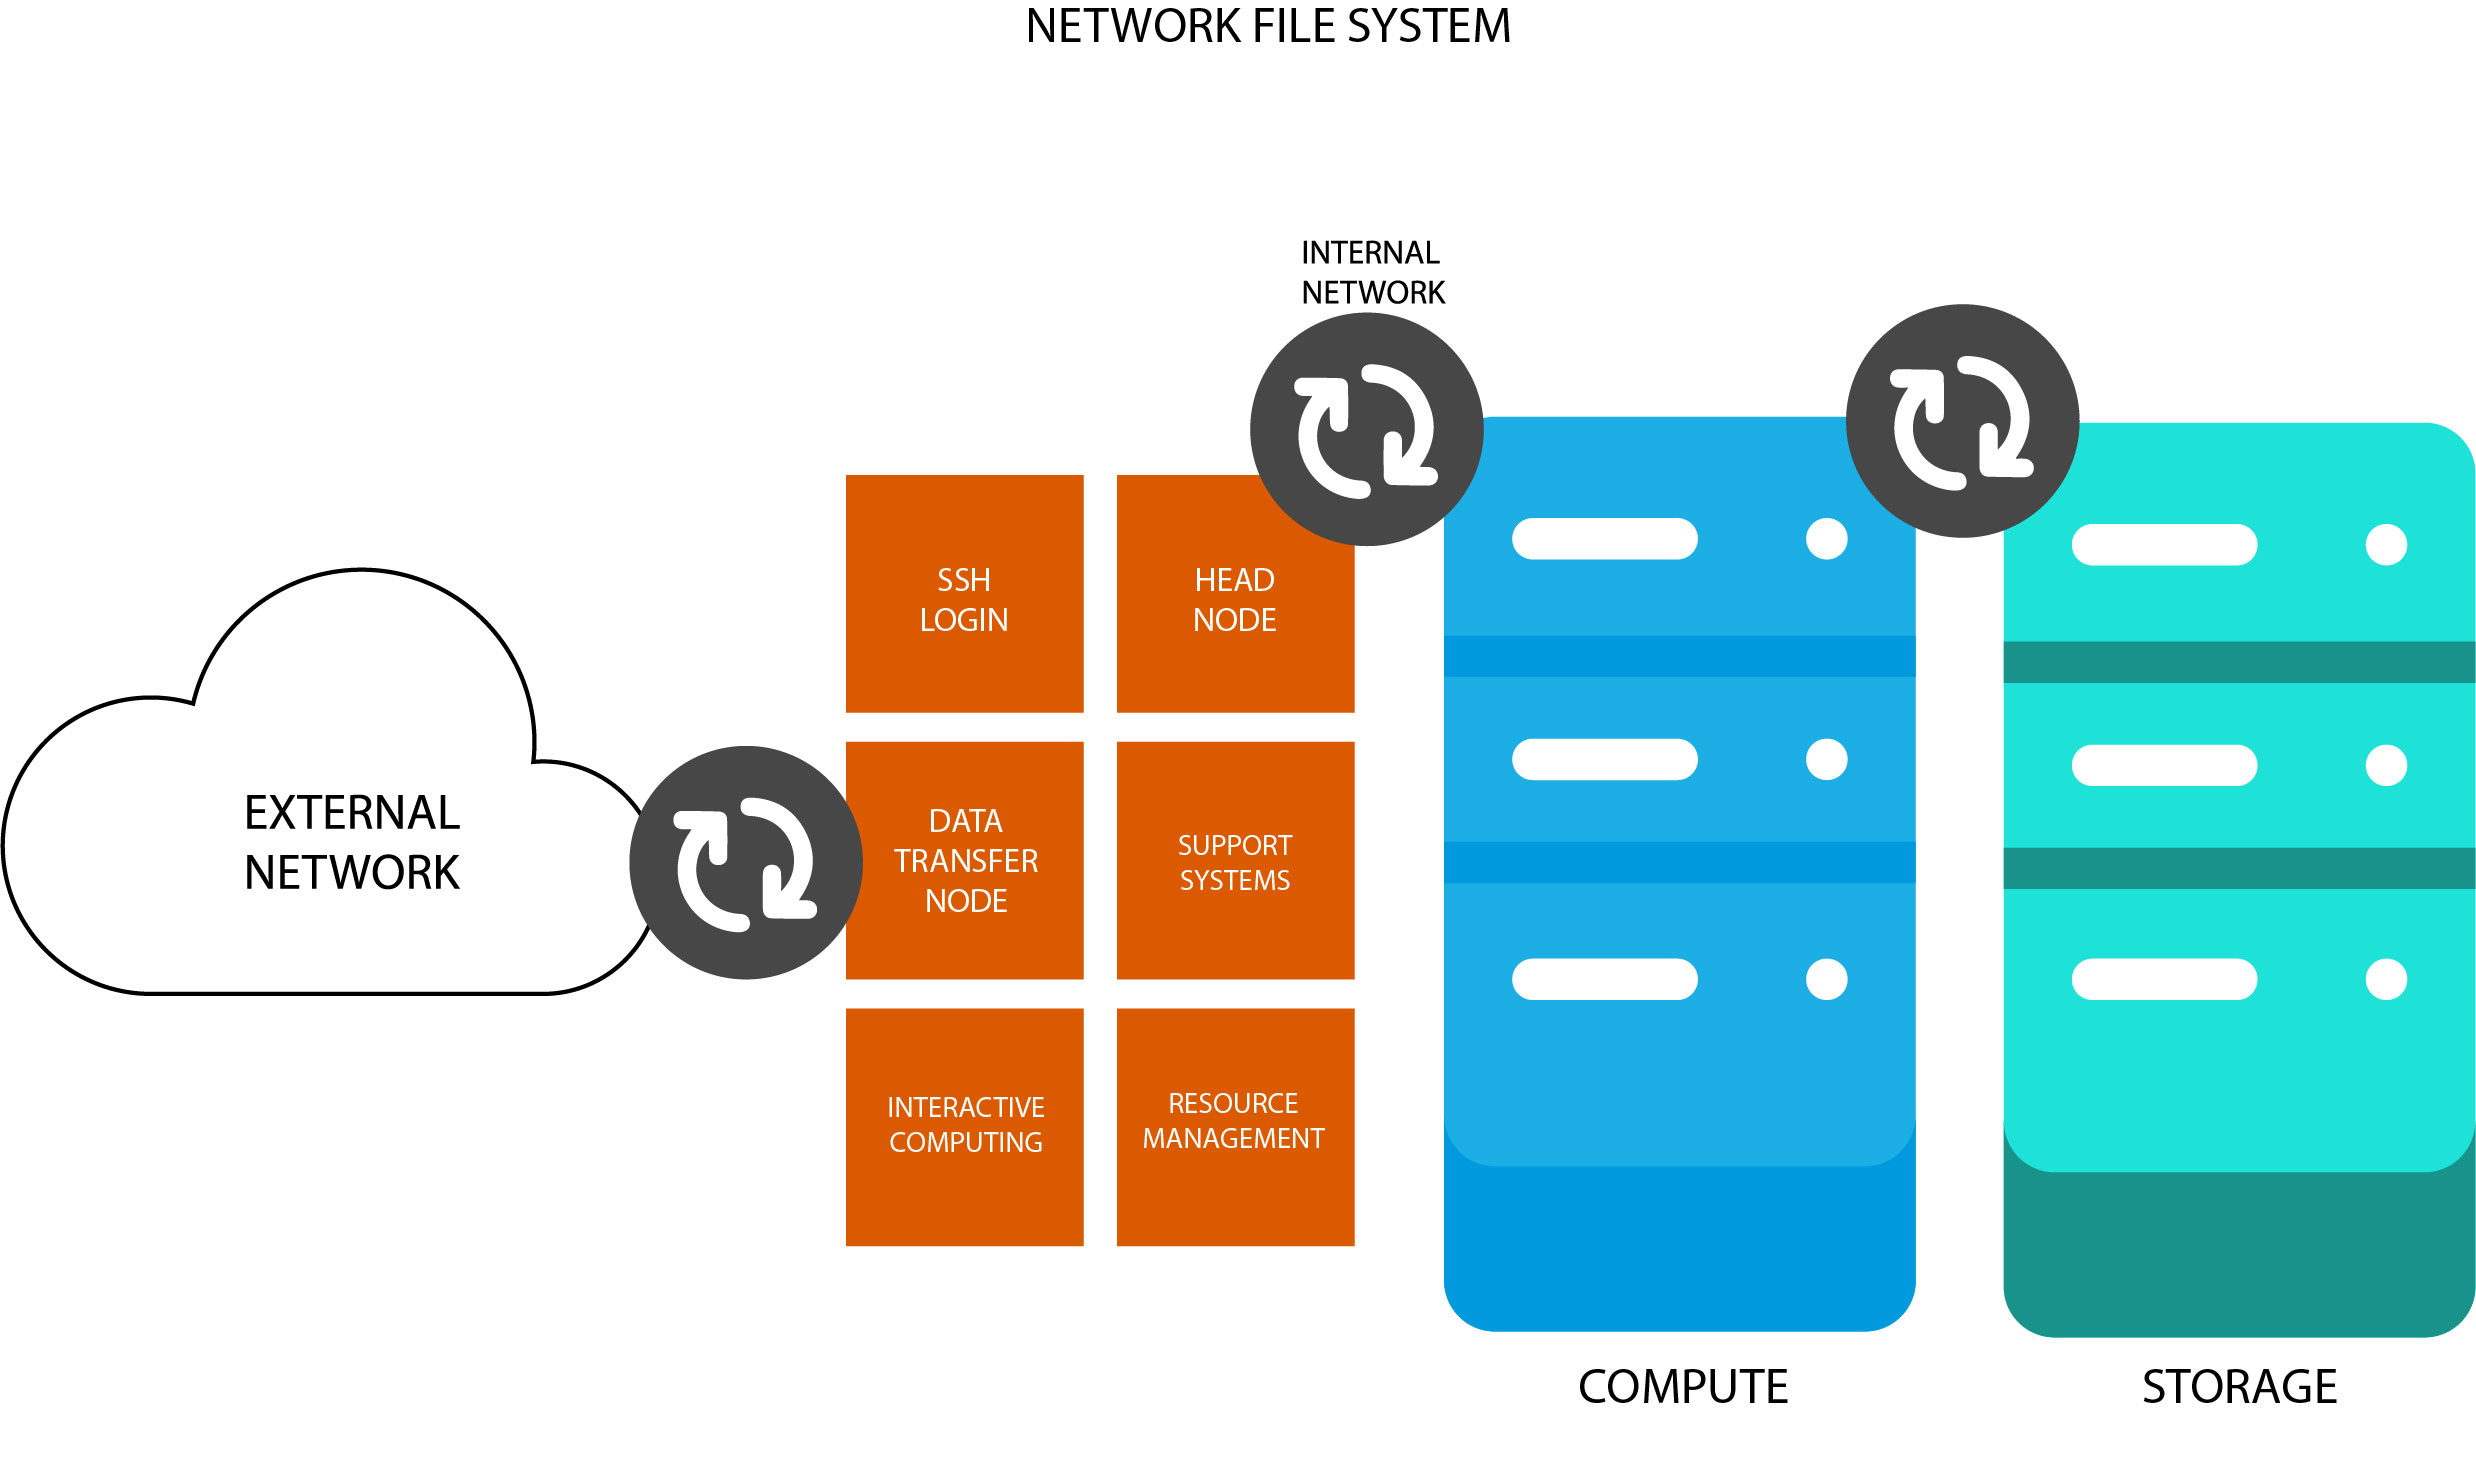 NETWORK FILE SYSTEM
INTERNAL
NETWORK
SSH
LOGIN
HEAD
NODE
EXTERNAL
NETWORK
DATA
TRANSFER
NODE
SUPPORT
SYSTEMS
INTERACTIVE
COMPUTING
RESOURCE
MANAGEMENT
COMPUTE
STORAGE